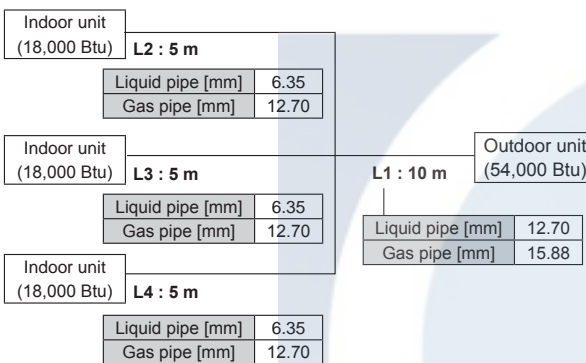 Indoor unit
(18,000 Btu)
L2 : 5 m
Liquid pipe [mm] 6.35
Gas pipe [mm] 12.70
Indoor unit
(18,000 Btu)
L3 : 5 m
Liquid pipe [mm] 6.35
Gas pipe [mm] 12.70
Outdoor unit
(54,000 Btu)
L1 : 10 m
Liquid pipe [mm] 12.70
Gas pipe [mm] 15.88
Indoor unit
(18,000 Btu)
L4 : 5 m
Liquid pipe [mm] 6.35
Gas pipe [mm] 12.70